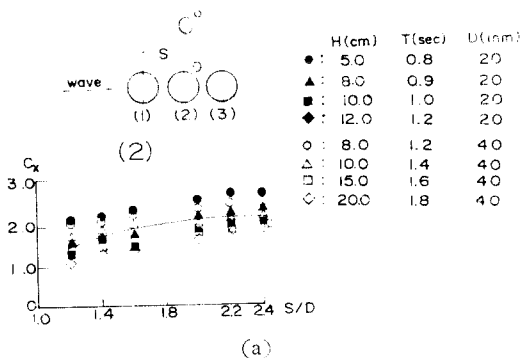 H(cm) T(sec) D(mm)
● : 5.0 0.8 20
▲ : 8.0 0.9 20
■ : 10.0 1.0 20
◆ : 12.0 1.2 20
○ : 8.0 1.2 40
△ : 10.0 1.4 40
□ : 15.0 1.6 40
◇ : 20.0 1.8 40
S
wave
(1) (2) (3)
(2)
Cx
3.0
2.0
1.0
0
1.0 1.4 1.8 2.2 2.4 S/D
(a)